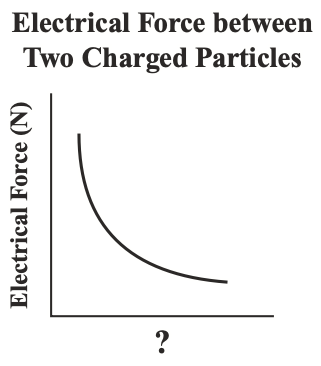 Electrical Force between
Two Charged Particles
Electrical Force (N)
?